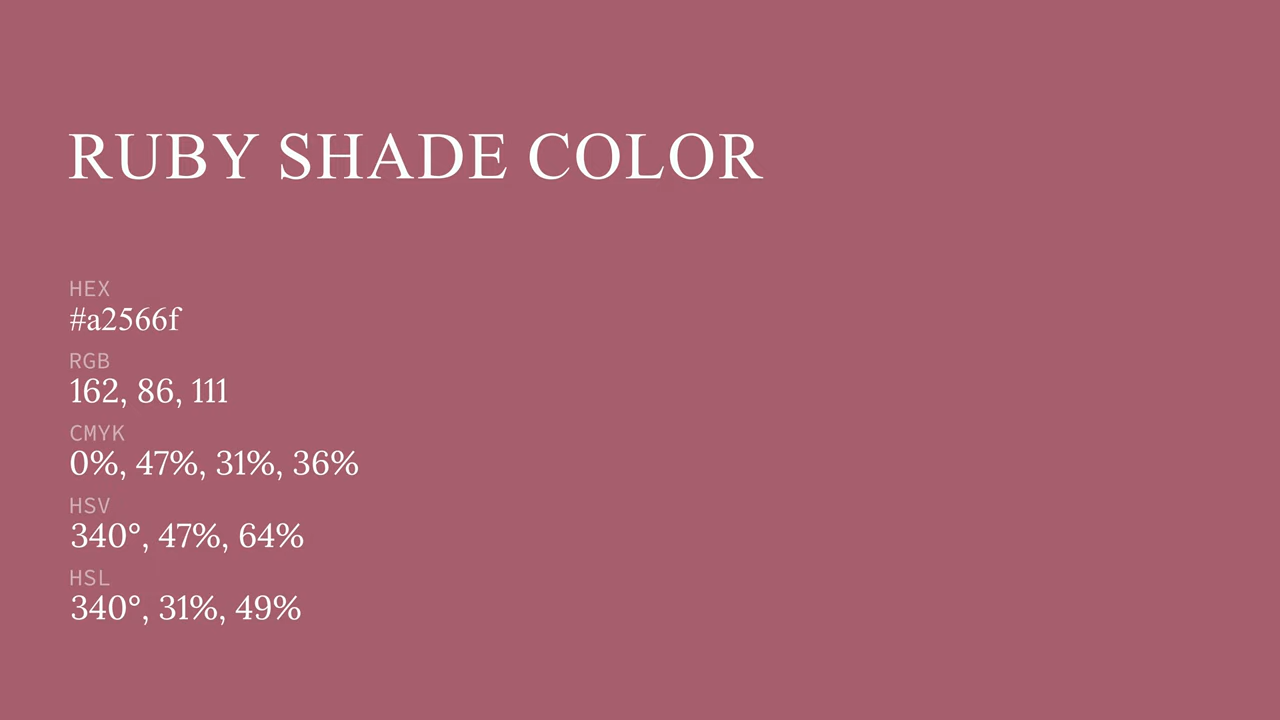 RUBY SHADE COLOR
HEX
#a2566f
RGB
162, 86, 111
CMYK
0%, 47%, 31%, 36%
HSV
340°, 47%, 64%
HSL
340°, 31%, 49%